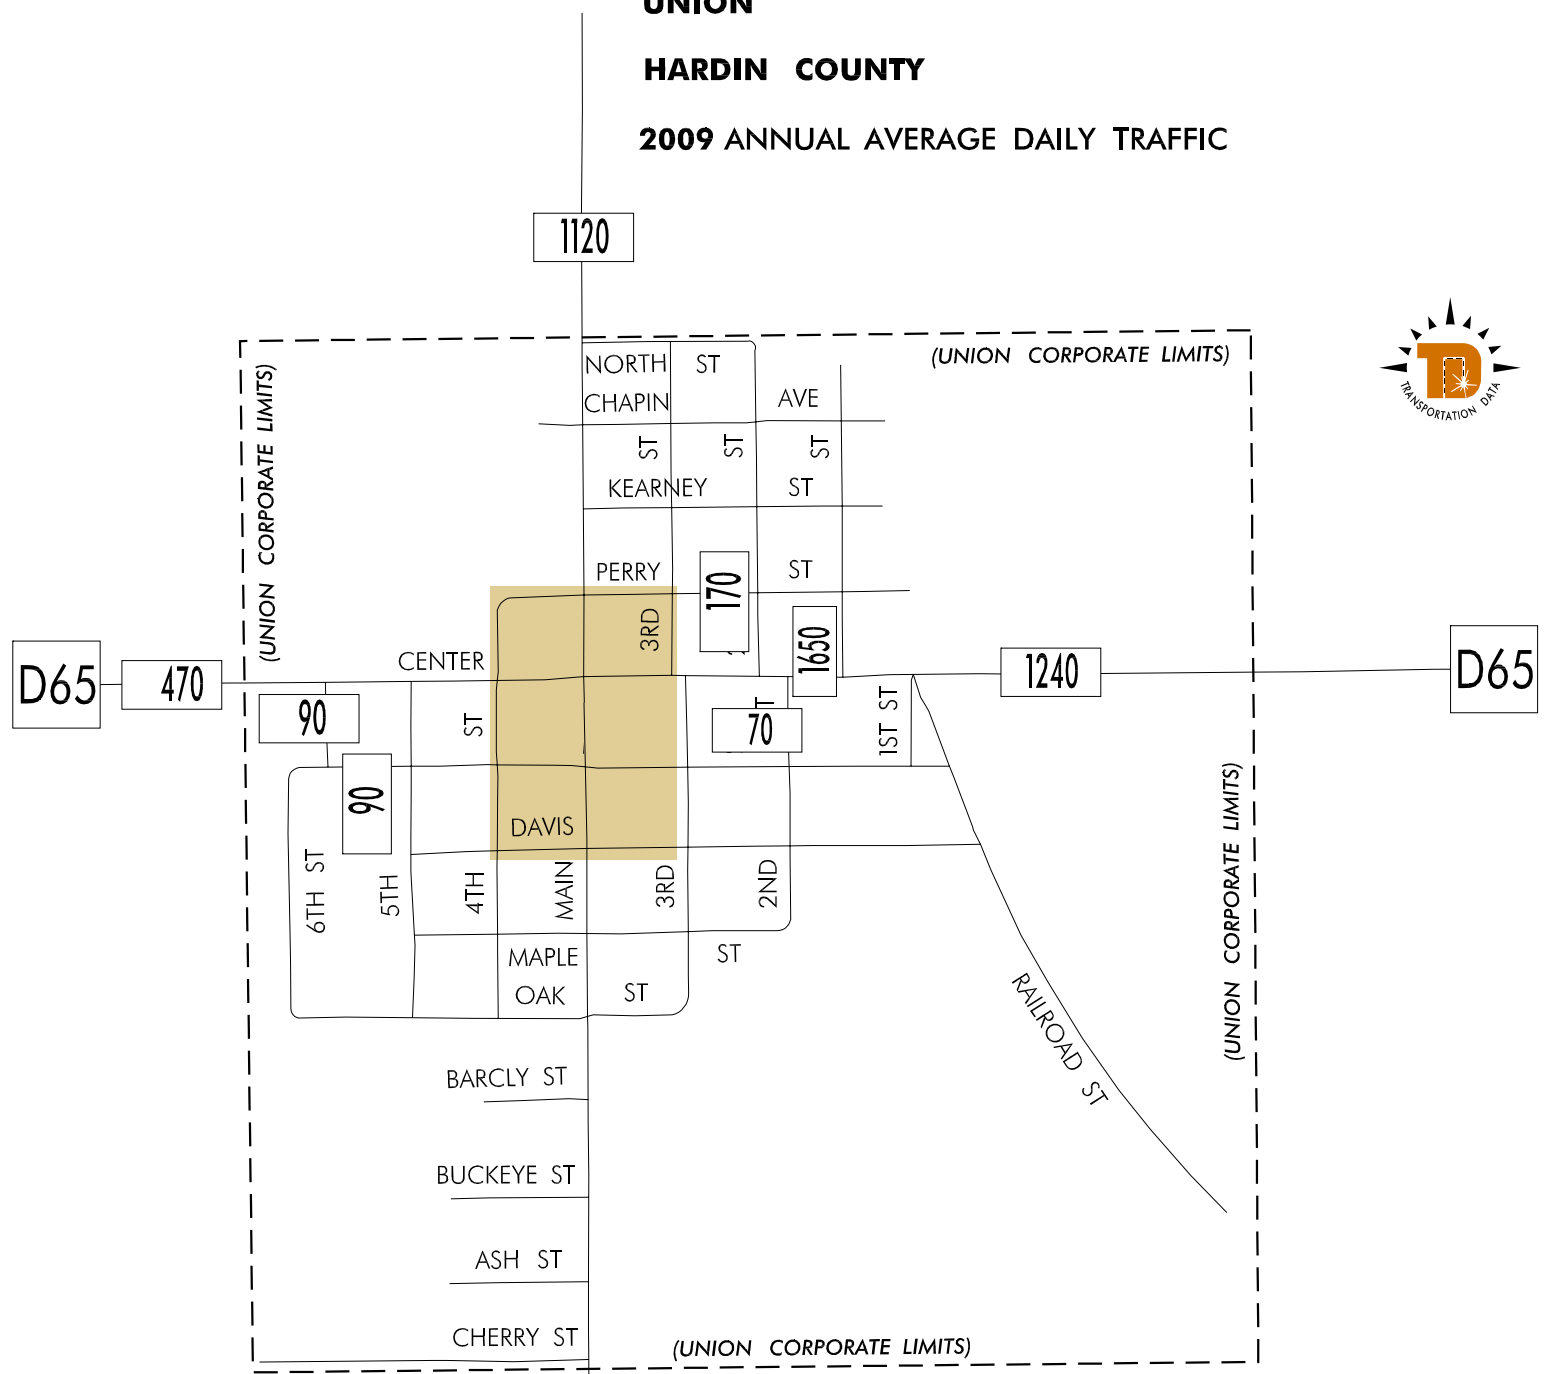 UNION
HARDIN COUNTY
2009 ANNUAL AVERAGE DAILY TRAFFIC
1120
(UNION CORPORATE LIMITS)
(UNION CORPORATE LIMITS)
TRANSPORTATION DATA
NORTH ST
CHAPIN AVE
ST
ST
ST
KEARNEY ST
PERRY ST
170
3RD
1650
CENTER
D65
470
1240
D65
90
ST
70
1ST ST
90
DAVIS
6TH ST
5TH
4TH
MAIN
3RD
2ND
(UNION CORPORATE LIMITS)
MAPLE ST
OAK ST
RAILROAD ST
BARCLY ST
BUCKEYE ST
ASH ST
CHERRY ST
(UNION CORPORATE LIMITS)